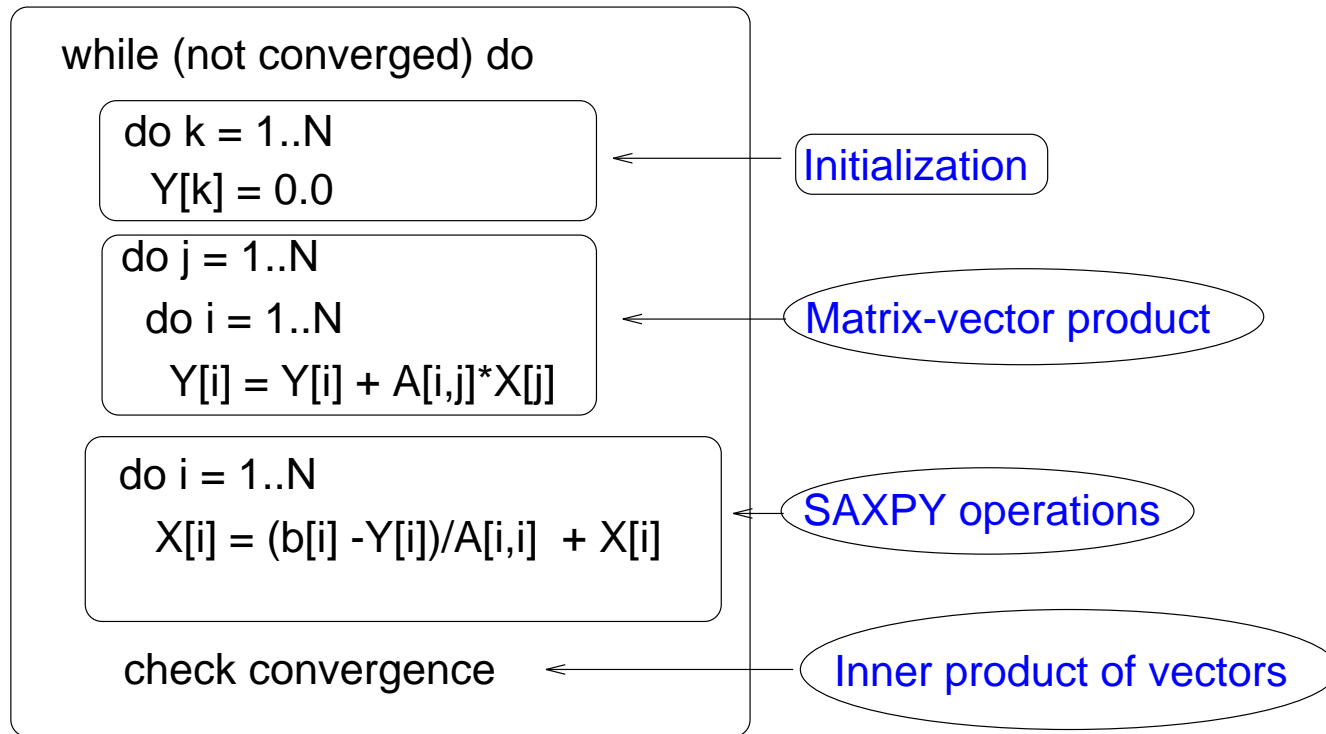 while (not converged) do
do k = 1..N
Y[k] = 0.0
Initialization
do j = 1..N
do i = 1..N
Y[i] = Y[i] + A[i,j]*X[j]
Matrix-vector product
do i = 1..N
X[i] = (b[i] -Y[i])/A[i,i] + X[i]
SAXPY operations
check convergence
Inner product of vectors